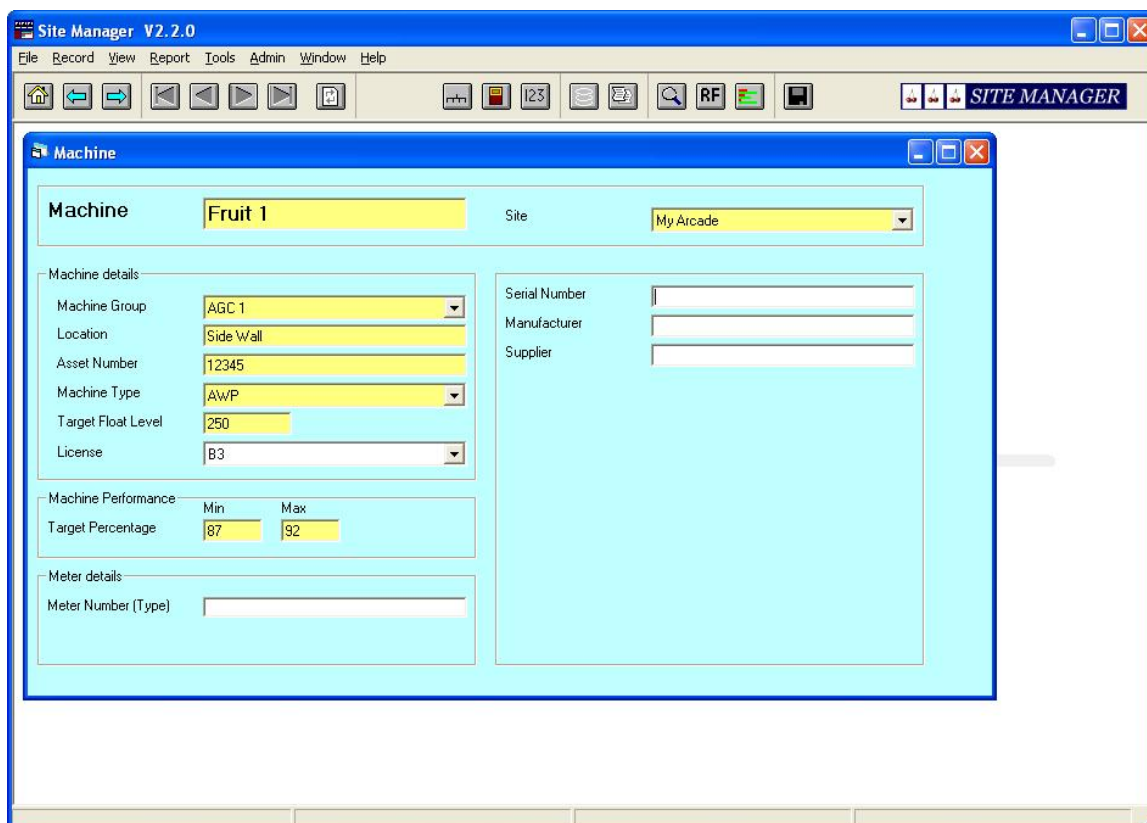 Site Manager V2.2.0
File Record View Report Tools Admin Window Help
123 RF SITE MANAGER
Machine
Machine Fruit 1 Site My Arcade
Machine details
Machine Group AGC 1
Location Side Wall
Asset Number 12345
Machine Type AWP
Target Float Level 250
License B3
Serial Number
Manufacturer
Supplier
Machine Performance
Min Max
Target Percentage 87 92
Meter details
Meter Number (Type)